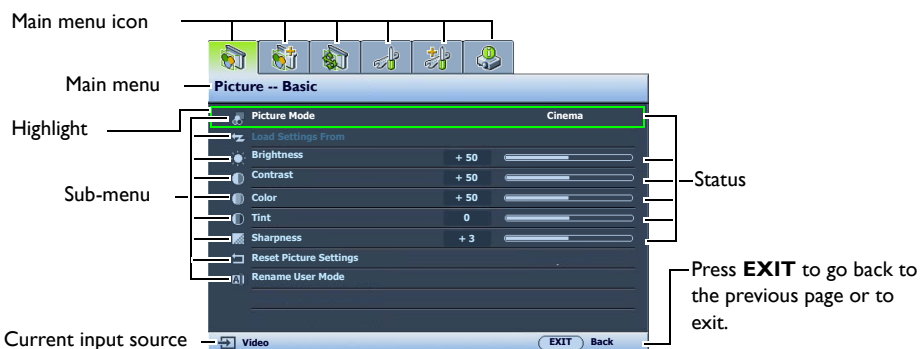 Main menu icon
Main menu
Picture -- Basic
Highlight
Picture Mode Cinema
Load Settings From
Brightness + 50
Contrast + 50
Sub-menu
Status
Color + 50
Tint 0
Sharpness + 3
Reset Picture Settings
Rename User Mode
Press EXIT to go back to
the previous page or to
exit.
Current input source
Video
EXIT Back